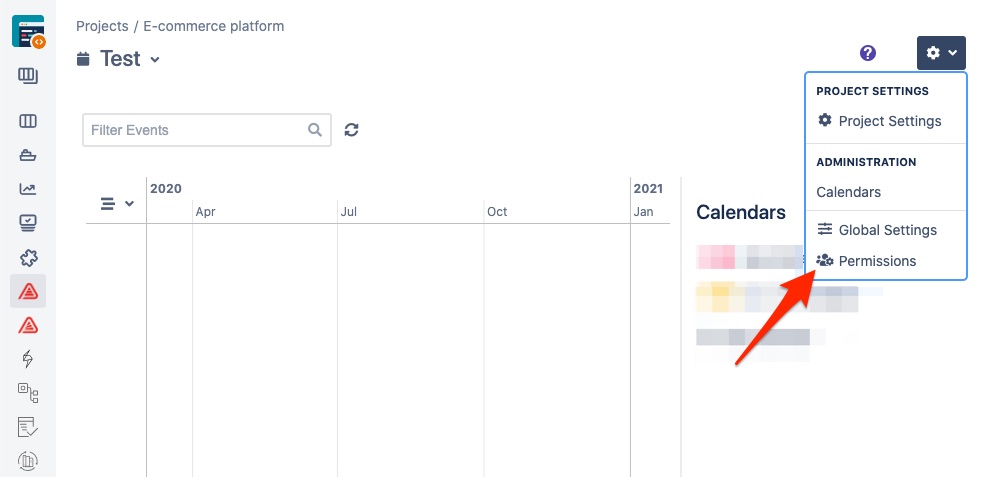 Projects / E-commerce platform
Test
PROJECT SETTINGS
Project Settings
ADMINISTRATION
Calendars
Global Settings
Permissions
Filter Events
2020
2021
Apr
Jul
Oct
Jan
Calendars